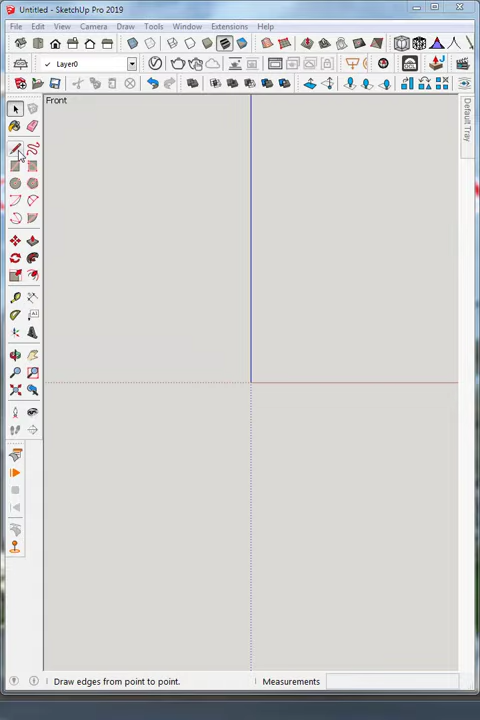 Untitled - SketchUp Pro 2019
File Edit View Camera Draw Tools Window Extensions Help
Layer0
Front
Default Tray
Draw edges from point to point.
Measurements